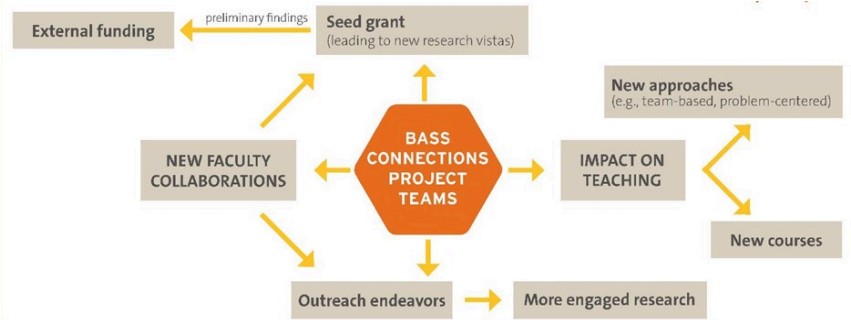 External funding
preliminary findings
Seed grant
(leading to new research vistas)
New approaches
(e.g., team-based, problem-centered)
NEW FACULTY
COLLABORATIONS
BASS
CONNECTIONS
PROJECT
TEAMS
IMPACT ON
TEACHING
New courses
Outreach endeavors
More engaged research